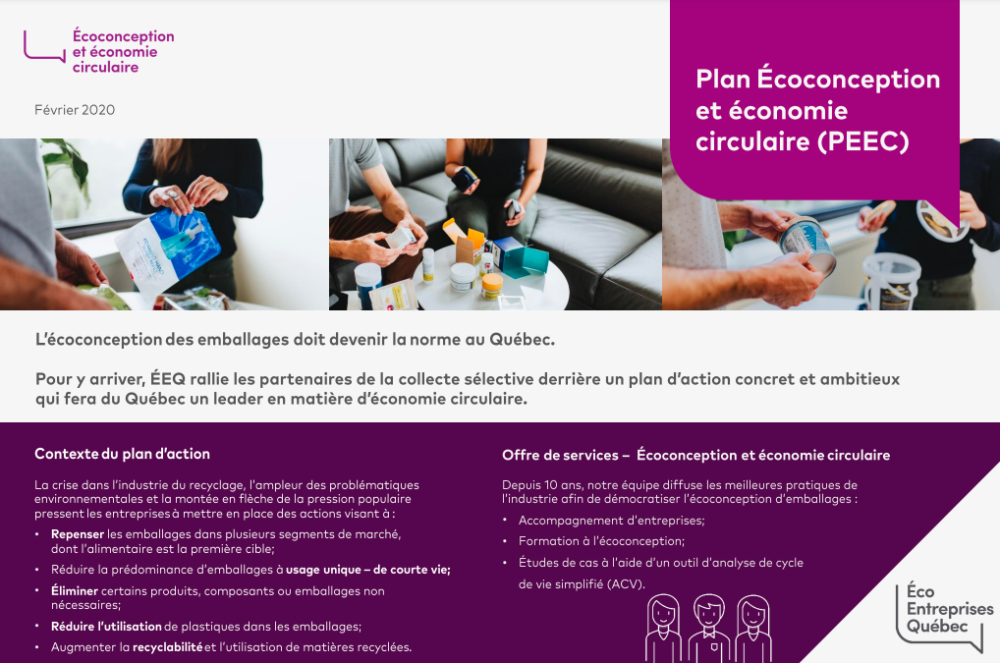 Écoconception
et économie
circulaire
Février 2020
Plan Écoconception
et économie
circulaire (PEEC)
L'écoconception des emballages doit devenir la norme au Québec.
Pour y arriver, ÉEQ rallie les partenaires de la collecte sélective derrière un plan d'action concret et ambitieux
qui fera du Québec un leader en matière d'économie circulaire.
Contexte du plan d'action
La crise dans l'industrie du recyclage, l'ampleur des problématiques
environnementales et la montée en flèche de la pression populaire
pressent les entreprises à mettre en place des actions visant à :
• Repenser les emballages dans plusieurs segments de marché,
dont l'alimentaire est la première cible;
• Réduire la prédominance d'emballages à usage unique – de courte vie;
• Éliminer certains produits, composants ou emballages non
nécessaires;
• Réduire l'utilisation de plastiques dans les emballages;
• Augmenter la recyclabilité et l'utilisation de matières recyclées.
Offre de services – Écoconception et économie circulaire
Depuis 10 ans, notre équipe diffuse les meilleures pratiques de
l'industrie afin de démocratiser l'écoconception d'emballages :
• Accompagnement d'entreprises;
• Formation à l'écoconception;
• Études de cas à l'aide d'un outil d'analyse de cycle
de vie simplifié (ACV).
Éco
Entreprises
Québec